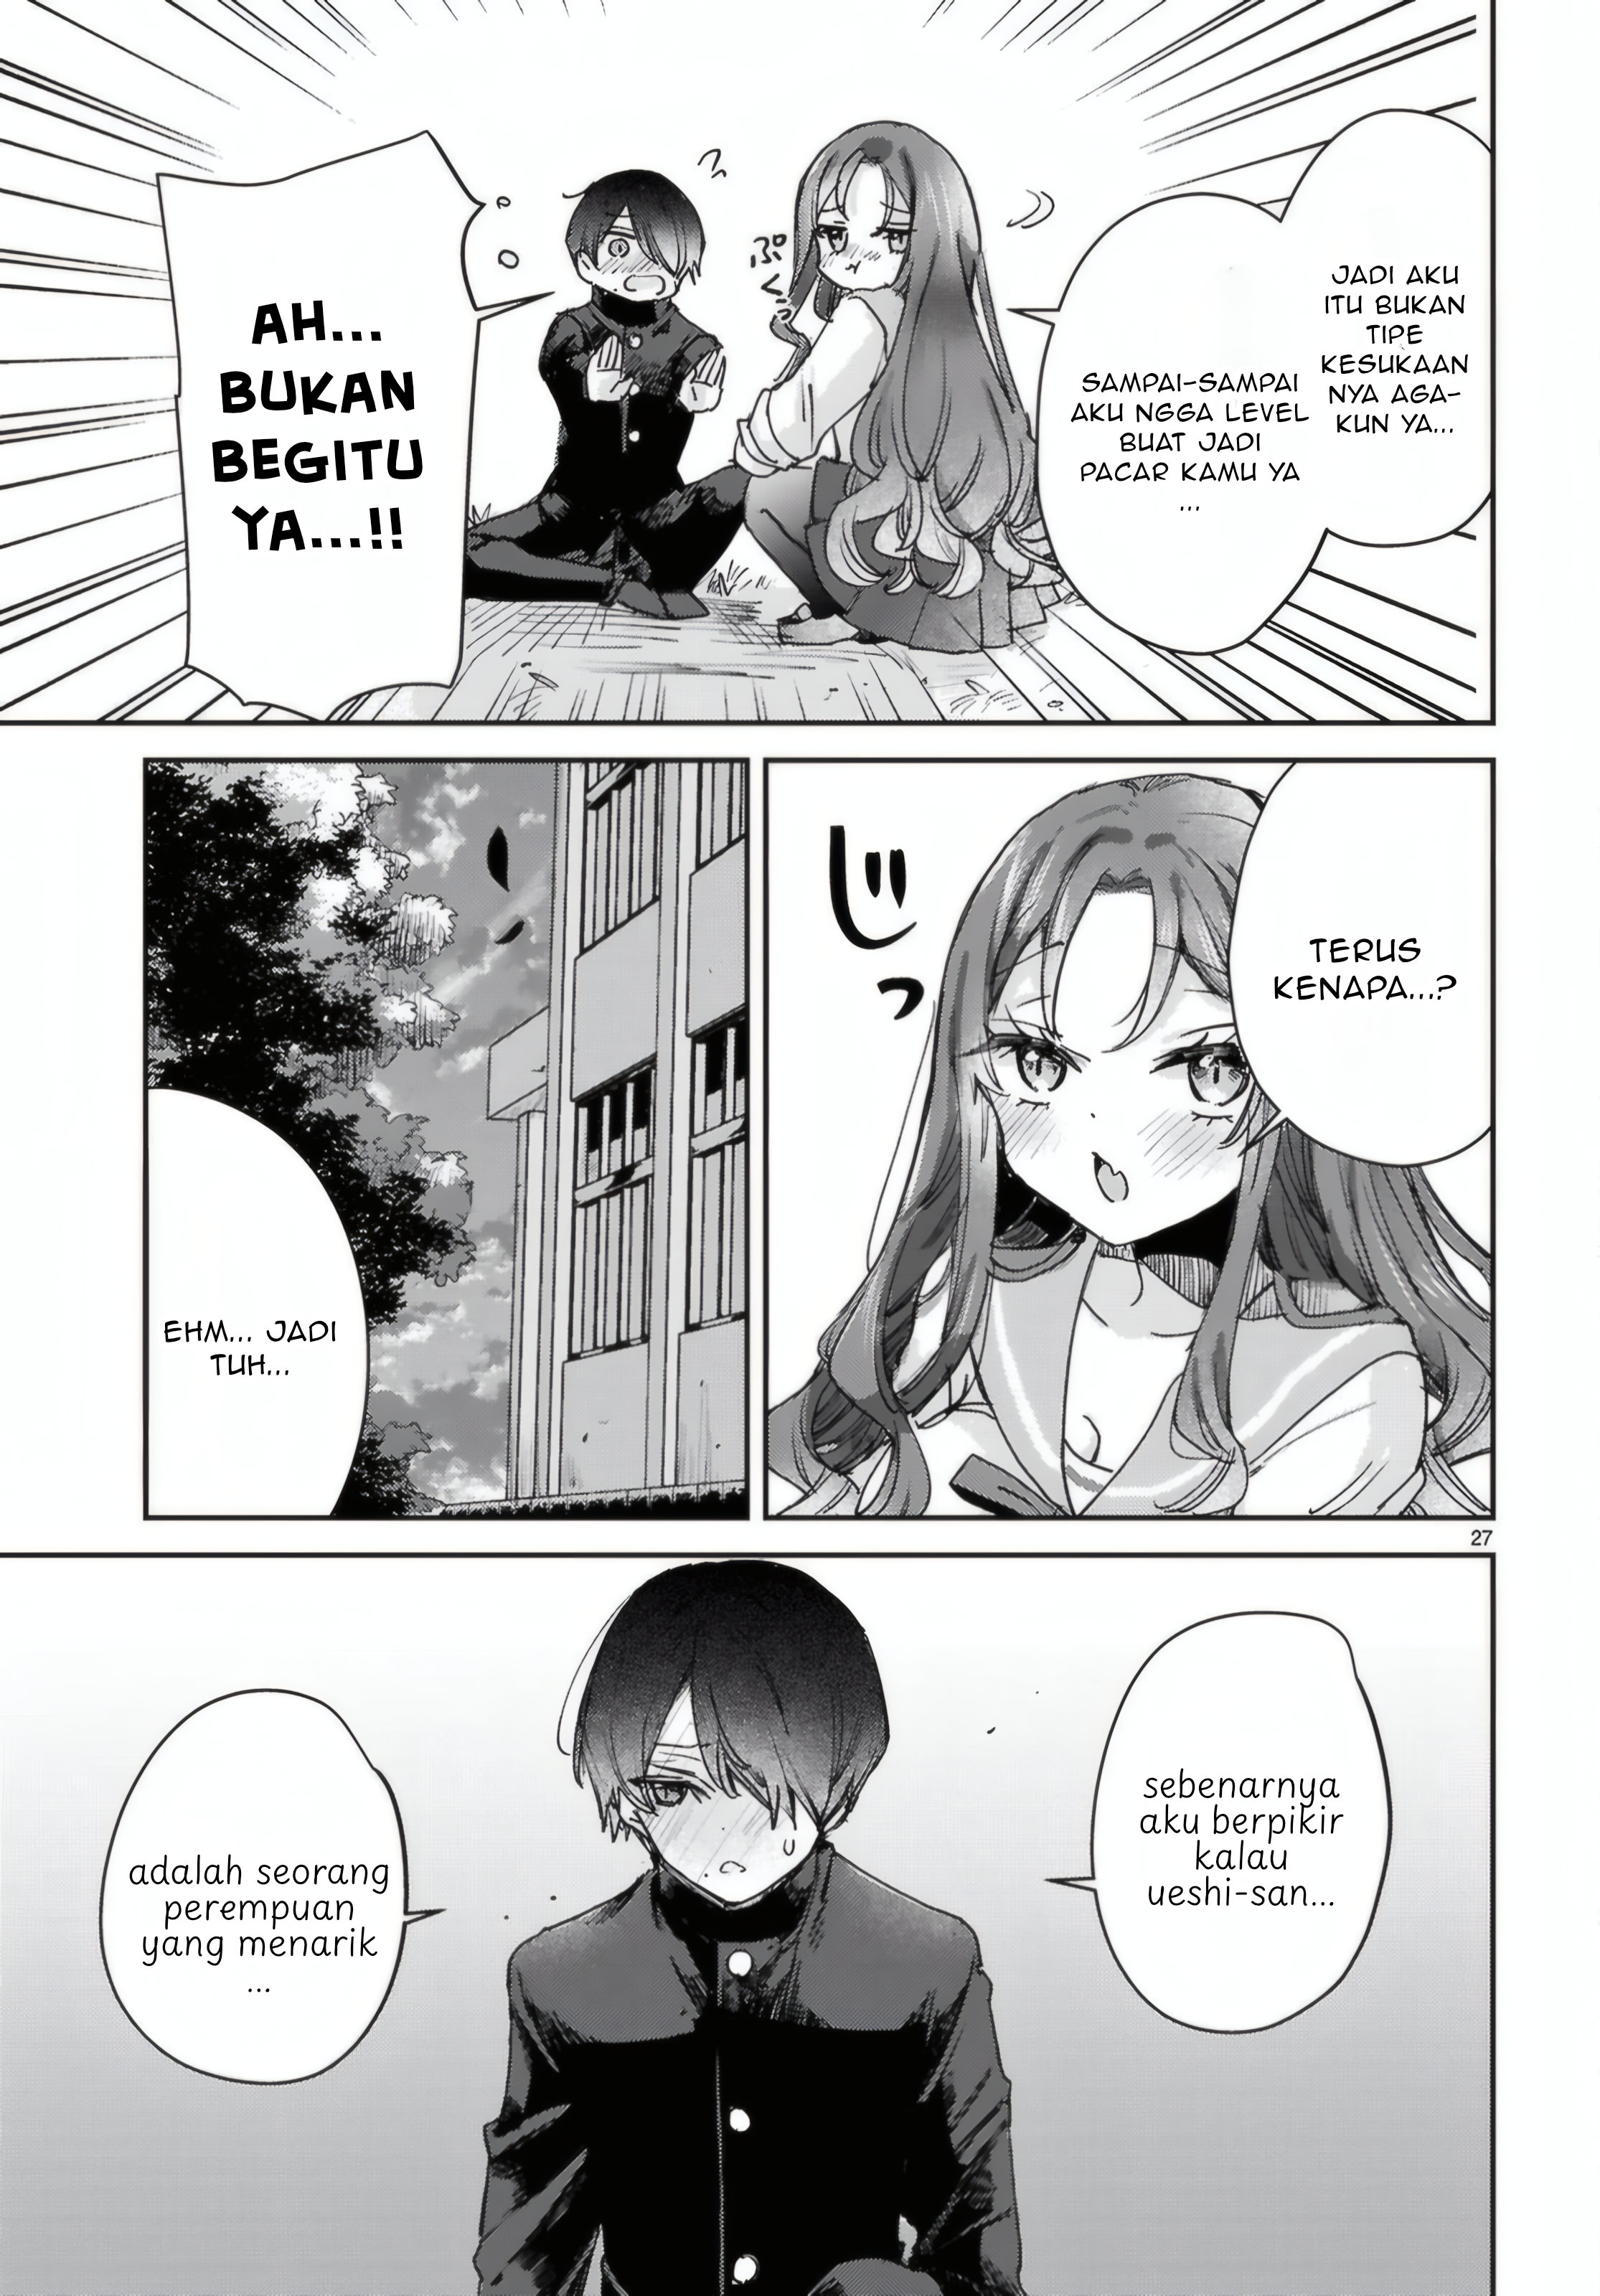 JADI AKU
ITU BUKAN
TIPE
KESUKAAN
NYA AGA-
KUN YA...
SAMPAI-SAMPAI
AKU NGGA LEVEL
BUAT JADI
PACAR KAMU YA
...
ぷくっ
AH...
BUKAN
BEGITU
YA...!!
TERUS
KENAPA...?
じっ
EHM... JADI
TUH...
27
sebenarnya
aku berpikir
kalau
ueshi-san...
adalah seorang
perempuan
yang menarik
...